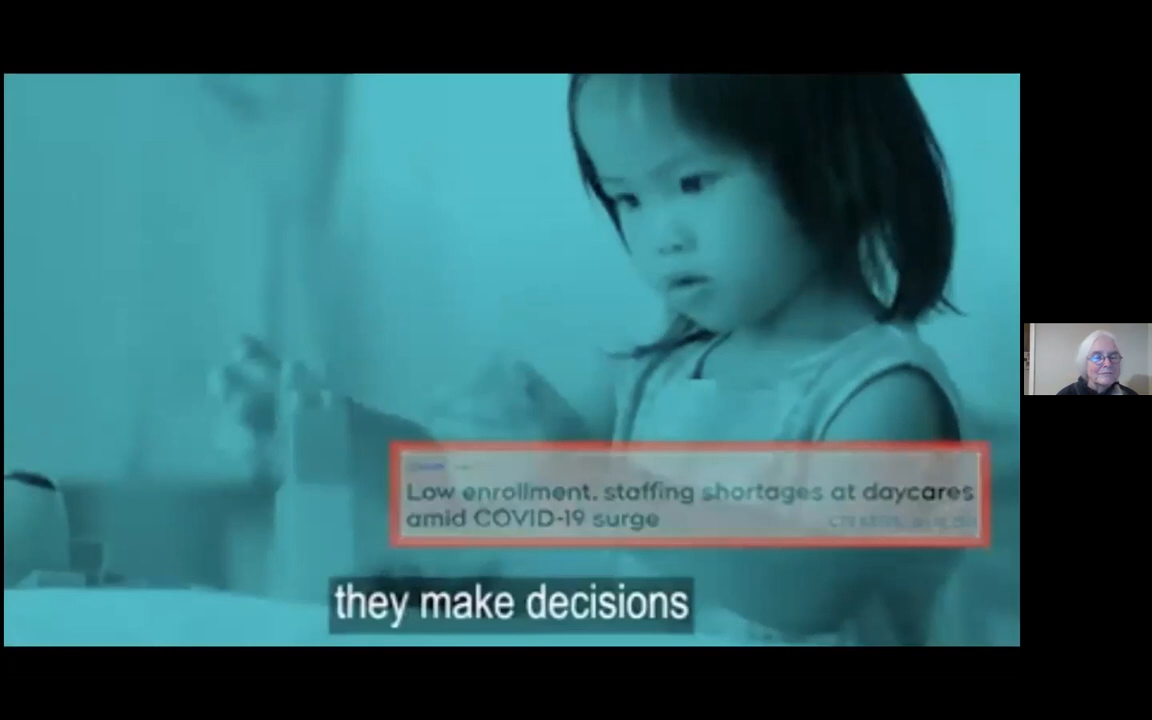 Low enrollment, staffing shortages at daycares
amid COVID-19 surge
they make decisions